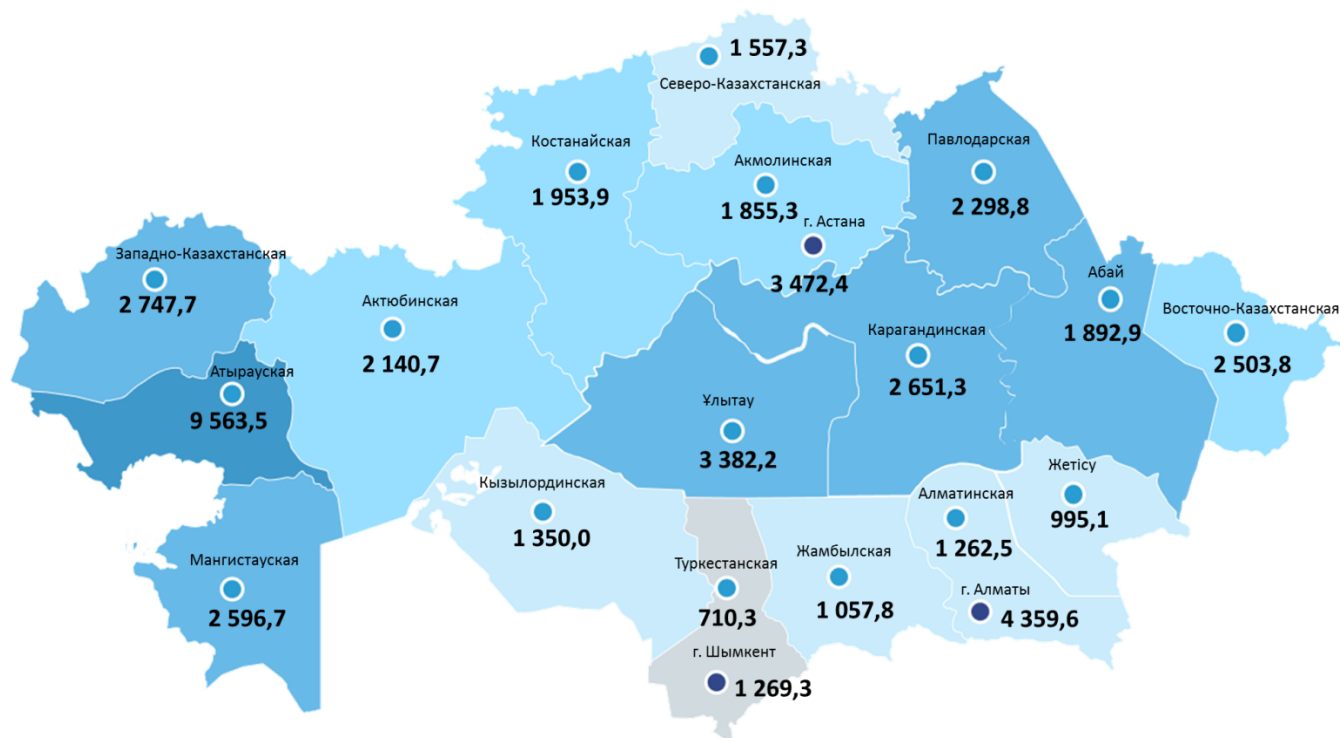 1 557,3
Северо-Казахстанская
Костанайская
1 953,9
Акмолинская
1 855,3
г. Астана
3 472,4
Павлодарская
2 298,8
Западно-Казахстанская
2 747,7
Актюбинская
2 140,7
Абай
1 892,9
Восточно-Казахстанская
2 503,8
Карагандинская
2 651,3
Атырауская
9 563,5
Ұлытау
3 382,2
Кызылординская
1 350,0
Алматинская
1 262,5
Жетісу
995,1
Мангистауская
2 596,7
Туркестанская
710,3
Жамбылская
1 057,8
г. Алматы
4 359,6
г. Шымкент
1 269,3